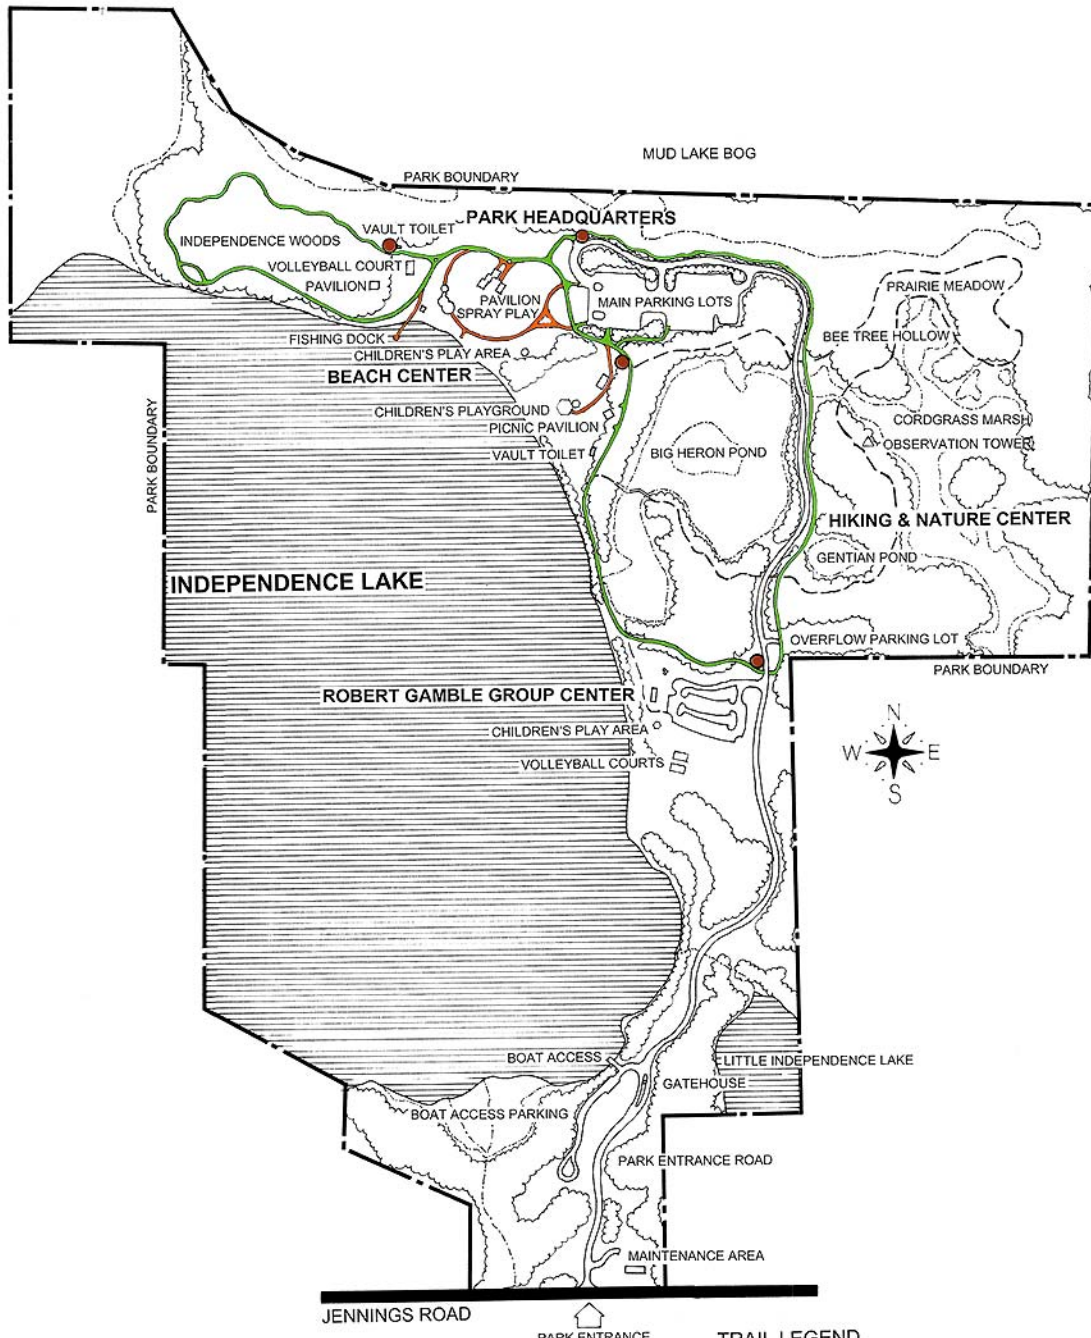 MUD LAKE BOG
PARK BOUNDARY
PARK HEADQUARTERS
VAULT TOILET
INDEPENDENCE WOODS
VOLLEYBALL COURT
PAVILION
PAVILION
SPRAY PLAY
MAIN PARKING LOTS
PRAIRIE MEADOW
BEE TREE HOLLOW
FISHING DOCK
CHILDREN'S PLAY AREA
BEACH CENTER
CHILDREN'S PLAYGROUND
PICNIC PAVILION
VAULT TOILET
BIG HERON POND
CORDGRASS MARSH
OBSERVATION TOWER
PARK BOUNDARY
HIKING & NATURE CENTER
GENTIAN POND
INDEPENDENCE LAKE
OVERFLOW PARKING LOT
PARK BOUNDARY
ROBERT GAMBLE GROUP CENTER
CHILDREN'S PLAY AREA
VOLLEYBALL COURTS
N
W E
S
BOAT ACCESS
LITTLE INDEPENDENCE LAKE
GATEHOUSE
BOAT ACCESS PARKING
PARK ENTRANCE ROAD
MAINTENANCE AREA
JENNINGS ROAD
PARK ENTRANCE
TRAIL LEGEND